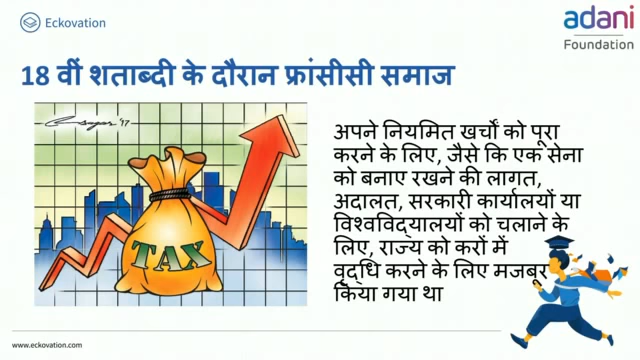 Eckovation
adani
Foundation
18 वीं शताब्दी के दौरान फ्रांसीसी समाज
TAX
अपने नियमित खर्चों को पूरा
करने के लिए, जैसे कि एक सेना
को बनाए रखने की लागत,
अदालत, सरकारी कार्यालयों या
विश्वविद्यालयों को चलाने के
लिए, राज्य को करों में
वृद्धि करने के लिए मजबूर
किया गया था
www.eckovation.com